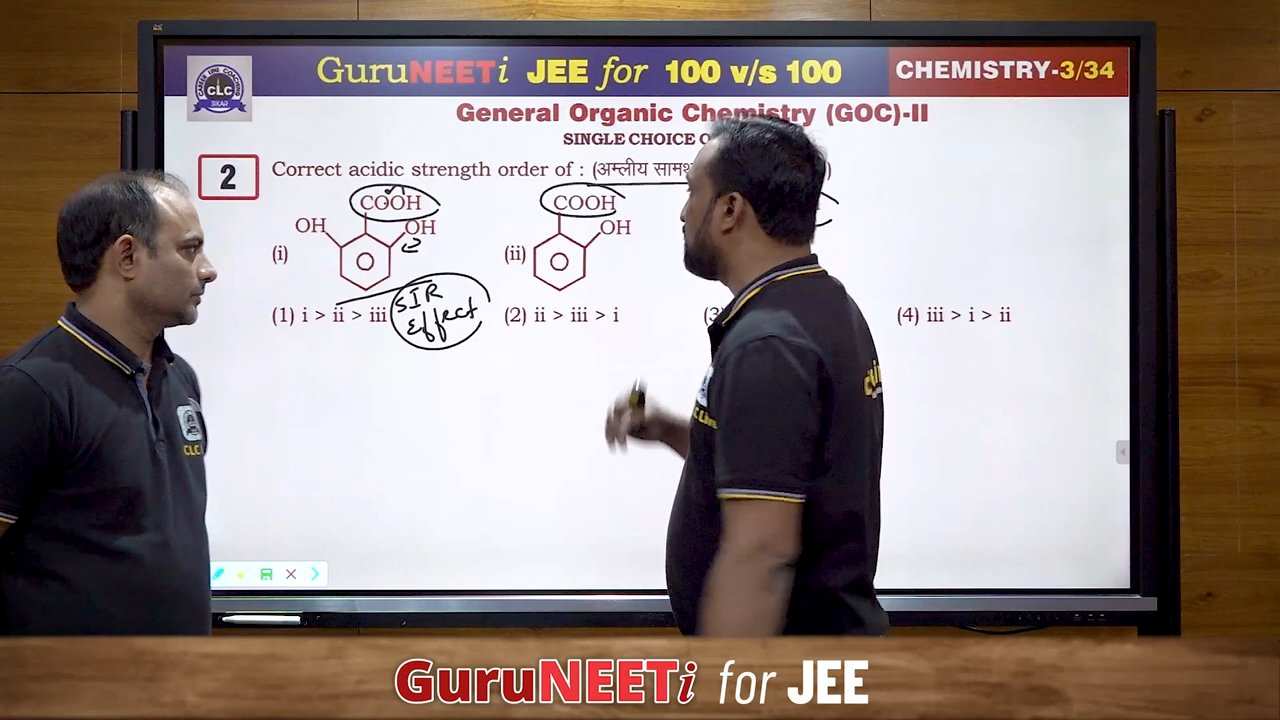 GuruNEETi JEE for 100 v/s 100
CHEMISTRY-3/34
CLC
SIKAR
General Organic Chemistry (GOC)-II
SINGLE CHOICE
2
Correct acidic strength order of : (अम्लीय )
COOH
OH
OH
(i)
COOH
OH
(ii)
(1) i > ii > iii
SIR
effect
(2) ii > iii > i
(4) iii > i > ii
CLC
GuruNEETi for JEE